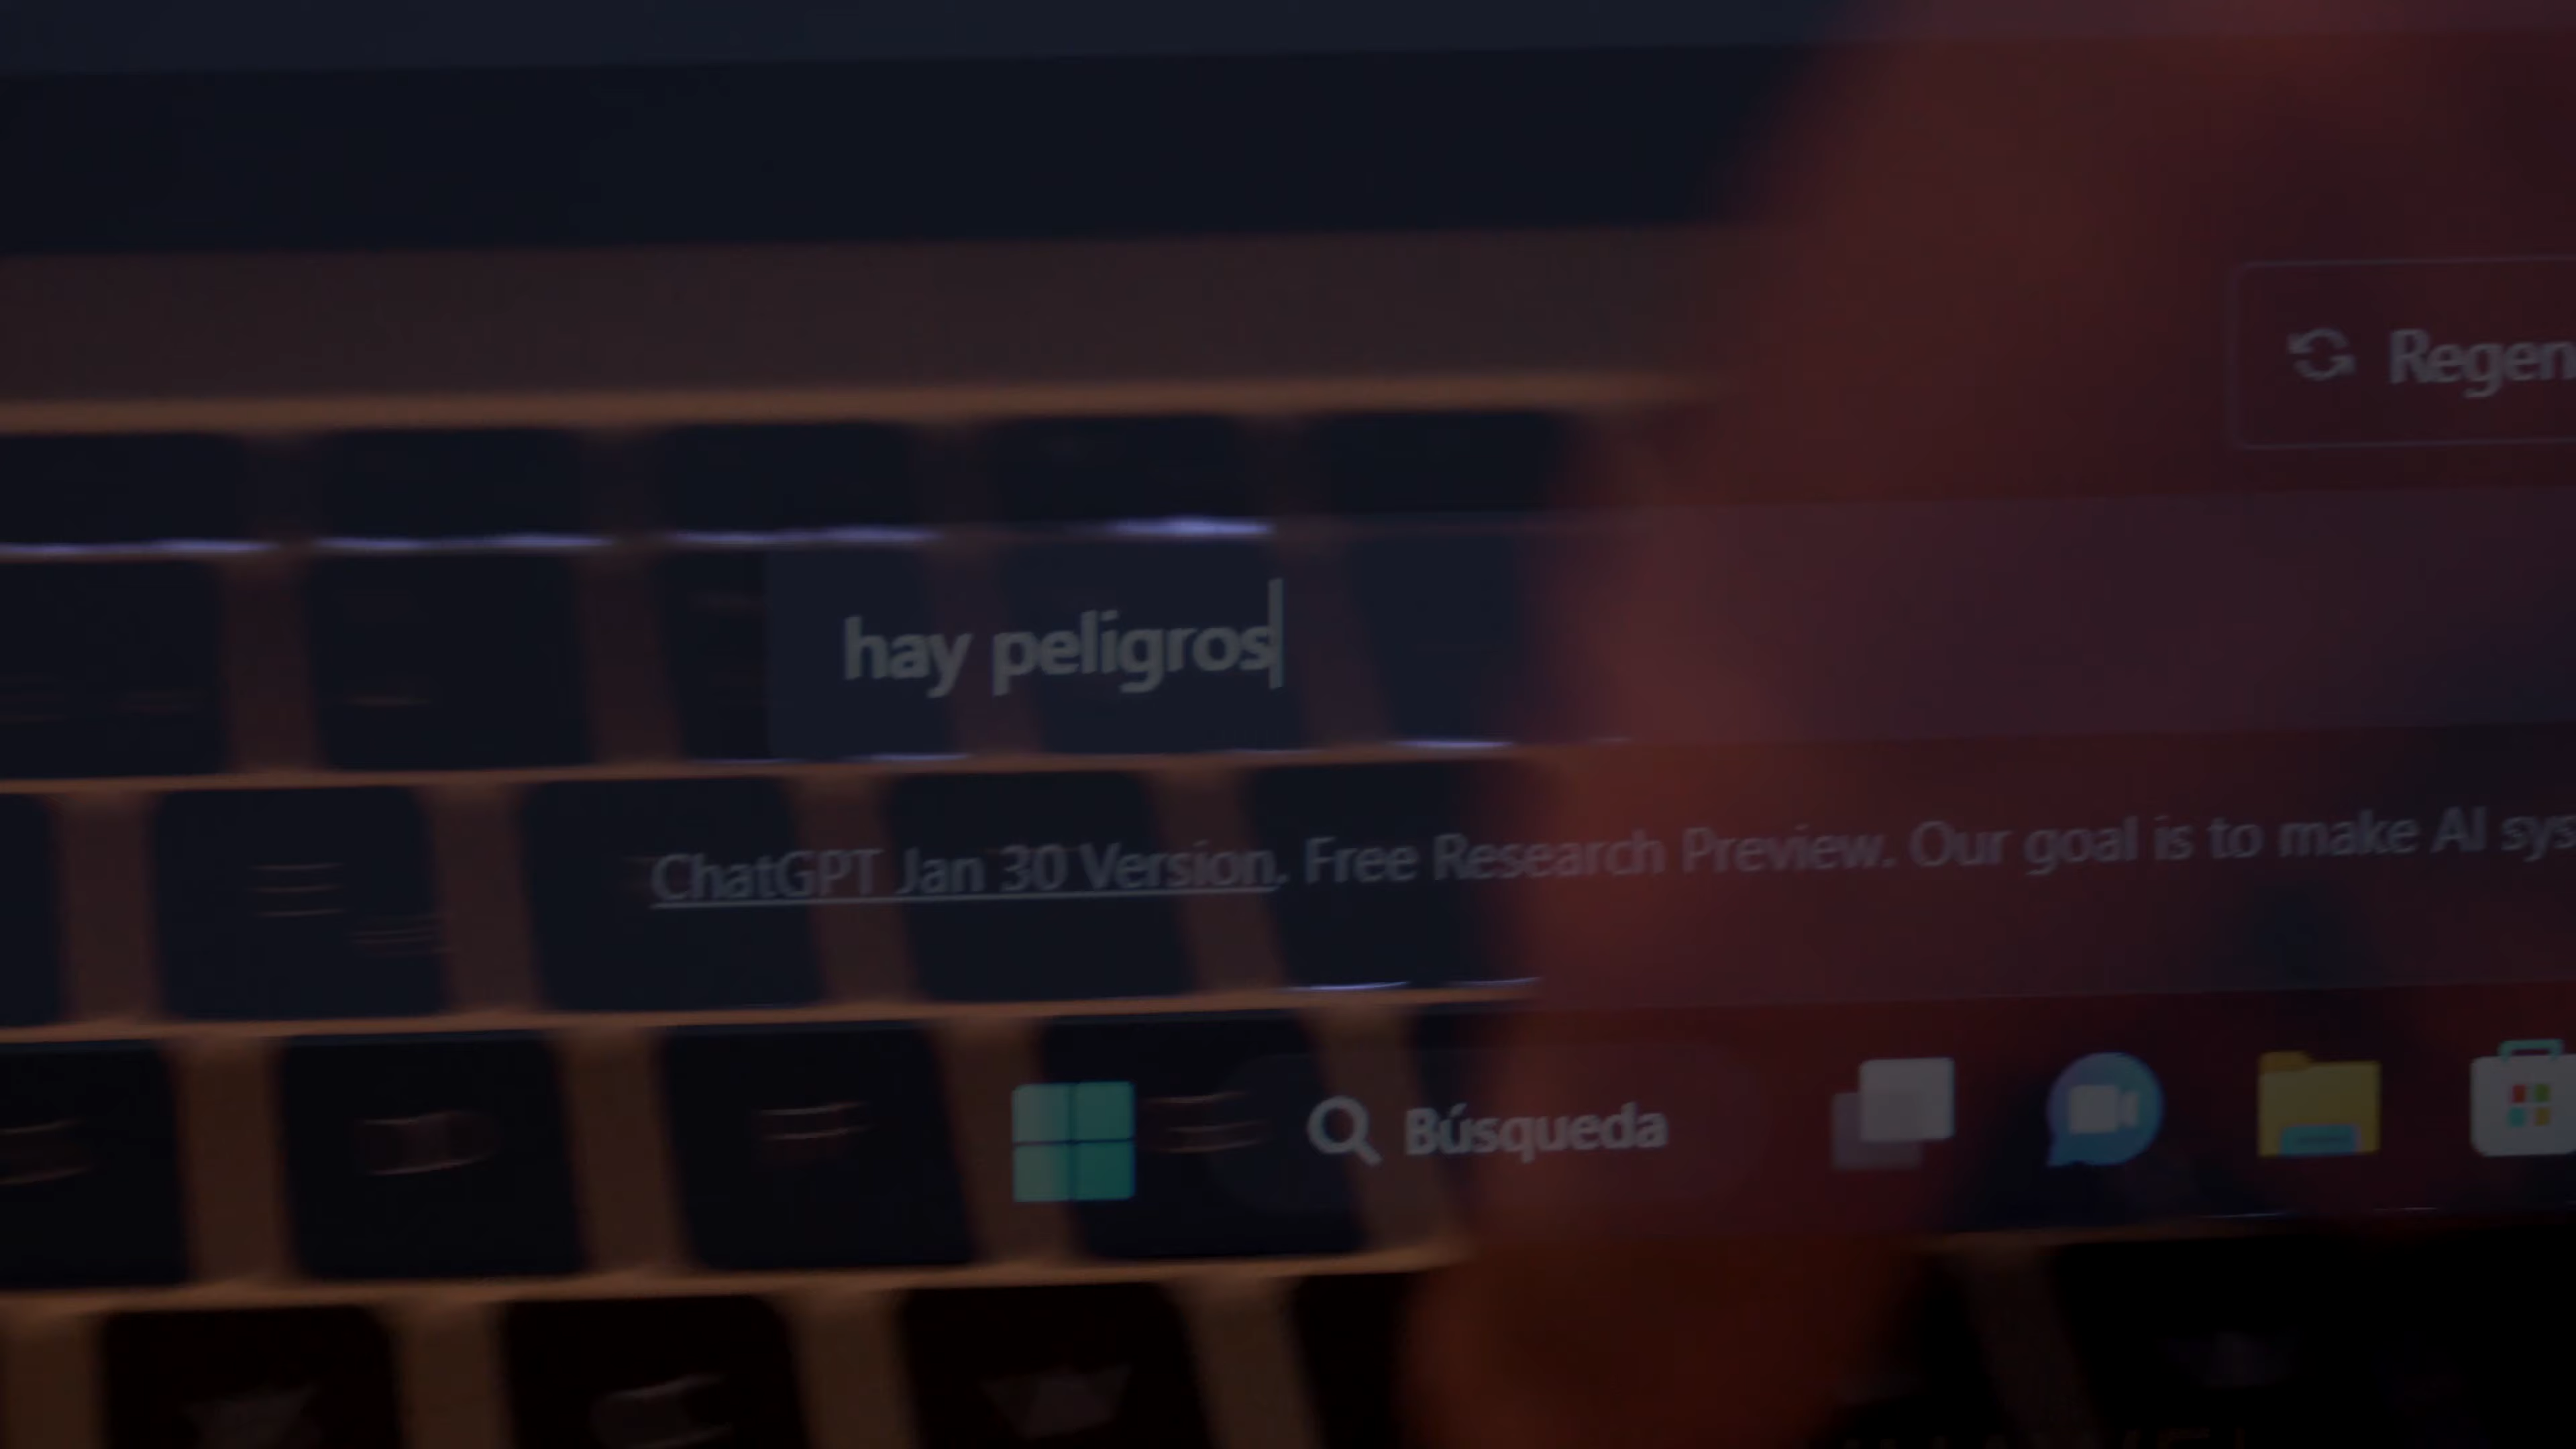 Regen
hay peligros
ChatGPT Jan 30 Version. Free Research Preview. Our goal is to make AI sys
Búsqueda